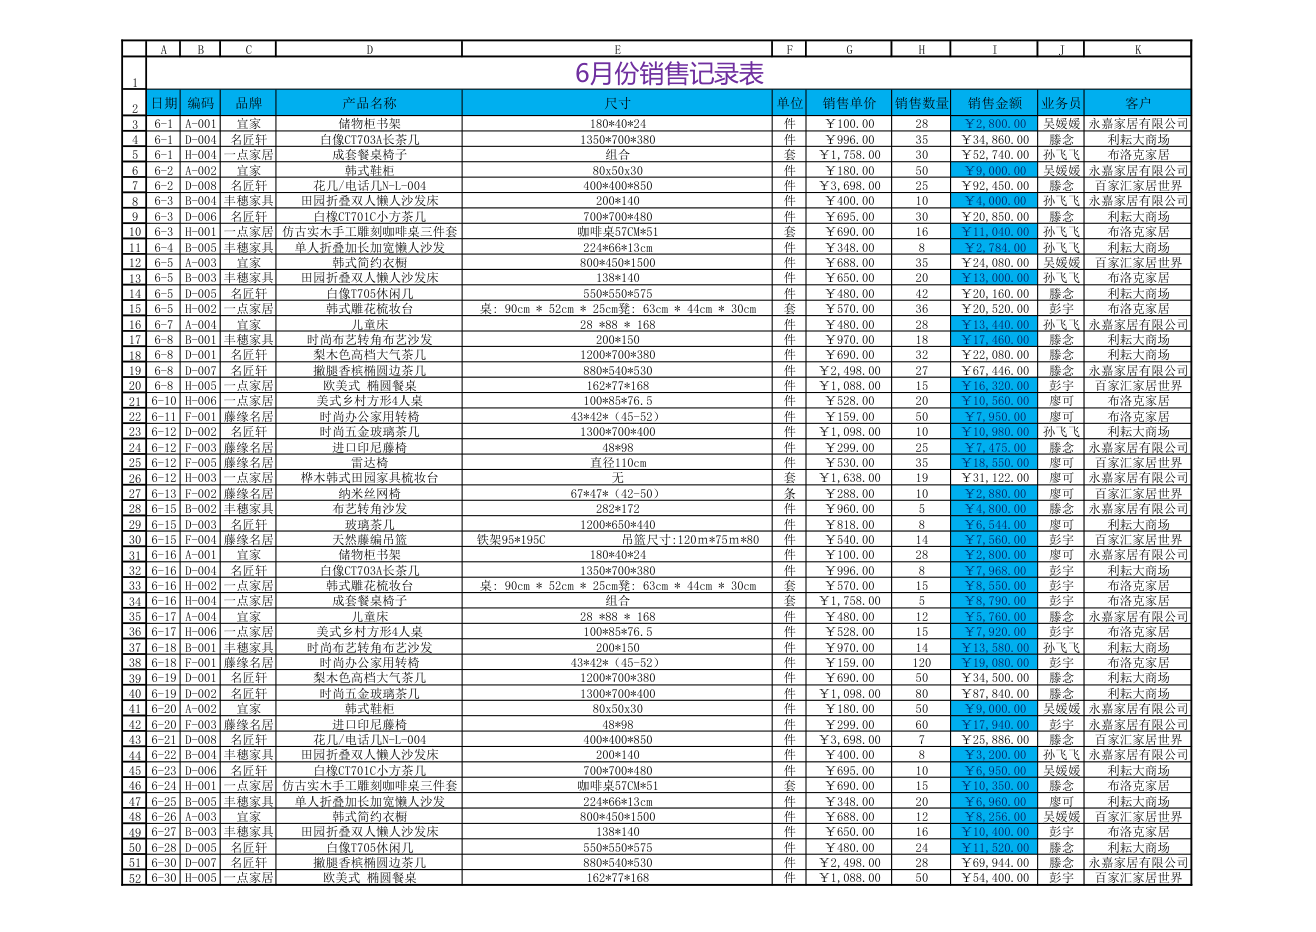 A B C D E F G H I J K
1 6月份销售记录表
2 日期 编码 品牌 产品名称 尺寸 单位 销售单价 销售数量 销售金额 业务员 客户
3 6-1 A-001 宜家 储物柜书架 180*40*24 件 ￥100.00 28 ￥2,800.00 吴媛媛 永嘉家居有限公司
4 6-1 D-004 名匠轩 白像CT703A长茶几 1350*700*380 件 ￥996.00 35 ￥34,860.00 滕念 利耘大商场
5 6-1 H-004 一点家居 成套餐桌椅子 组合 套 ￥1,758.00 30 ￥52,740.00 孙飞飞 布洛克家居
6 6-2 A-002 宜家 韩式鞋柜 80x50x30 件 ￥180.00 50 ￥9,000.00 吴媛媛 永嘉家居有限公司
7 6-2 D-008 名匠轩 花几/电话几N-L-004 400*400*850 件 ￥3,698.00 25 ￥92,450.00 滕念 百家汇家居世界
8 6-3 B-004 丰穗家具 田园折叠双人懒人沙发床 200*140 件 ￥400.00 10 ￥4,000.00 孙飞飞 永嘉家居有限公司
9 6-3 D-006 名匠轩 白橡CT701C小方茶几 700*700*480 件 ￥695.00 30 ￥20,850.00 滕念 利耘大商场
10 6-3 H-001 一点家居 仿古实木手工雕刻咖啡桌三件套 咖啡桌57CM*51 套 ￥690.00 16 ￥11,040.00 孙飞飞 布洛克家居
11 6-4 B-005 丰穗家具 单人折叠加长加宽懒人沙发 224*66*13cm 件 ￥348.00 8 ￥2,784.00 孙飞飞 利耘大商场
12 6-5 A-003 宜家 韩式简约衣橱 800*450*1500 件 ￥688.00 35 ￥24,080.00 吴媛媛 百家汇家居世界
13 6-5 B-003 丰穗家具 田园折叠双人懒人沙发床 138*140 件 ￥650.00 20 ￥13,000.00 孙飞飞 布洛克家居
14 6-5 D-005 名匠轩 白像T705休闲几 550*550*575 件 ￥480.00 42 ￥20,160.00 滕念 利耘大商场
15 6-5 H-002 一点家居 韩式雕花梳妆台 桌: 90cm * 52cm * 25cm凳: 63cm * 44cm * 30cm 套 ￥570.00 36 ￥20,520.00 彭宇 布洛克家居
16 6-7 A-004 宜家 儿童床 28 *88 * 168 件 ￥480.00 28 ￥13,440.00 孙飞飞 永嘉家居有限公司
17 6-8 B-001 丰穗家具 时尚布艺转角布艺沙发 200*150 件 ￥970.00 18 ￥17,460.00 滕念 利耘大商场
18 6-8 D-001 名匠轩 梨木色高档大气茶几 1200*700*380 件 ￥690.00 32 ￥22,080.00 滕念 利耘大商场
19 6-8 D-007 名匠轩 撇腿香槟椭圆边茶几 880*540*530 件 ￥2,498.00 27 ￥67,446.00 滕念 永嘉家居有限公司
20 6-8 H-005 一点家居 欧美式 椭圆餐桌 162*77*168 件 ￥1,088.00 15 ￥16,320.00 彭宇 百家汇家居世界
21 6-10 H-006 一点家居 美式乡村方形4人桌 100*85*76.5 件 ￥528.00 20 ￥10,560.00 廖可 布洛克家居
22 6-11 F-001 藤缘名居 时尚办公家用转椅 43*42*（45-52） 件 ￥159.00 50 ￥7,950.00 廖可 布洛克家居
23 6-12 D-002 名匠轩 时尚五金玻璃茶几 1300*700*400 件 ￥1,098.00 10 ￥10,980.00 孙飞飞 利耘大商场
24 6-12 F-003 藤缘名居 进口印尼藤椅 48*98 件 ￥299.00 25 ￥7,475.00 滕念 永嘉家居有限公司
25 6-12 F-005 藤缘名居 雷达椅 直径110cm 件 ￥530.00 35 ￥18,550.00 廖可 百家汇家居世界
26 6-12 H-003 一点家居 桦木韩式田园家具梳妆台 无 套 ￥1,638.00 19 ￥31,122.00 廖可 永嘉家居有限公司
27 6-13 F-002 藤缘名居 纳米丝网椅 67*47*（42-50） 条 ￥288.00 10 ￥2,880.00 廖可 百家汇家居世界
28 6-15 B-002 丰穗家具 布艺转角沙发 282*172 件 ￥960.00 5 ￥4,800.00 滕念 永嘉家居有限公司
29 6-15 D-003 名匠轩 玻璃茶几 1200*650*440 件 ￥818.00 8 ￥6,544.00 廖可 利耘大商场
30 6-15 F-004 藤缘名居 天然藤编吊篮 铁架95*195C 吊篮尺寸:120m*75m*80 件 ￥540.00 14 ￥7,560.00 彭宇 百家汇家居世界
31 6-16 A-001 宜家 储物柜书架 180*40*24 件 ￥100.00 28 ￥2,800.00 廖可 永嘉家居有限公司
32 6-16 D-004 名匠轩 白像CT703A长茶几 1350*700*380 件 ￥996.00 8 ￥7,968.00 彭宇 利耘大商场
33 6-16 H-002 一点家居 韩式雕花梳妆台 桌: 90cm * 52cm * 25cm凳: 63cm * 44cm * 30cm 套 ￥570.00 15 ￥8,550.00 彭宇 布洛克家居
34 6-16 H-004 一点家居 成套餐桌椅子 组合 套 ￥1,758.00 5 ￥8,790.00 彭宇 布洛克家居
35 6-17 A-004 宜家 儿童床 28 *88 * 168 件 ￥480.00 12 ￥5,760.00 滕念 永嘉家居有限公司
36 6-17 H-006 一点家居 美式乡村方形4人桌 100*85*76.5 件 ￥528.00 15 ￥7,920.00 彭宇 布洛克家居
37 6-18 B-001 丰穗家具 时尚布艺转角布艺沙发 200*150 件 ￥970.00 14 ￥13,580.00 孙飞飞 利耘大商场
38 6-18 F-001 藤缘名居 时尚办公家用转椅 43*42*（45-52） 件 ￥159.00 120 ￥19,080.00 彭宇 布洛克家居
39 6-19 D-001 名匠轩 梨木色高档大气茶几 1200*700*380 件 ￥690.00 50 ￥34,500.00 滕念 利耘大商场
40 6-19 D-002 名匠轩 时尚五金玻璃茶几 1300*700*400 件 ￥1,098.00 80 ￥87,840.00 滕念 利耘大商场
41 6-20 A-002 宜家 韩式鞋柜 80x50x30 件 ￥180.00 50 ￥9,000.00 吴媛媛 永嘉家居有限公司
42 6-20 F-003 藤缘名居 进口印尼藤椅 48*98 件 ￥299.00 60 ￥17,940.00 彭宇 永嘉家居有限公司
43 6-21 D-008 名匠轩 花几/电话几N-L-004 400*400*850 件 ￥3,698.00 7 ￥25,886.00 滕念 百家汇家居世界
44 6-22 B-004 丰穗家具 田园折叠双人懒人沙发床 200*140 件 ￥400.00 8 ￥3,200.00 孙飞飞 永嘉家居有限公司
45 6-23 D-006 名匠轩 白橡CT701C小方茶几 700*700*480 件 ￥695.00 10 ￥6,950.00 吴媛媛 利耘大商场
46 6-24 H-001 一点家居 仿古实木手工雕刻咖啡桌三件套 咖啡桌57CM*51 套 ￥690.00 15 ￥10,350.00 滕念 布洛克家居
47 6-25 B-005 丰穗家具 单人折叠加长加宽懒人沙发 224*66*13cm 件 ￥348.00 20 ￥6,960.00 廖可 利耘大商场
48 6-26 A-003 宜家 韩式简约衣橱 800*450*1500 件 ￥688.00 12 ￥8,256.00 吴媛媛 百家汇家居世界
49 6-27 B-003 丰穗家具 田园折叠双人懒人沙发床 138*140 件 ￥650.00 16 ￥10,400.00 彭宇 布洛克家居
50 6-28 D-005 名匠轩 白像T705休闲几 550*550*575 件 ￥480.00 24 ￥11,520.00 滕念 利耘大商场
51 6-30 D-007 名匠轩 撇腿香槟椭圆边茶几 880*540*530 件 ￥2,498.00 28 ￥69,944.00 滕念 永嘉家居有限公司
52 6-30 H-005 一点家居 欧美式 椭圆餐桌 162*77*168 件 ￥1,088.00 50 ￥54,400.00 彭宇 百家汇家居世界